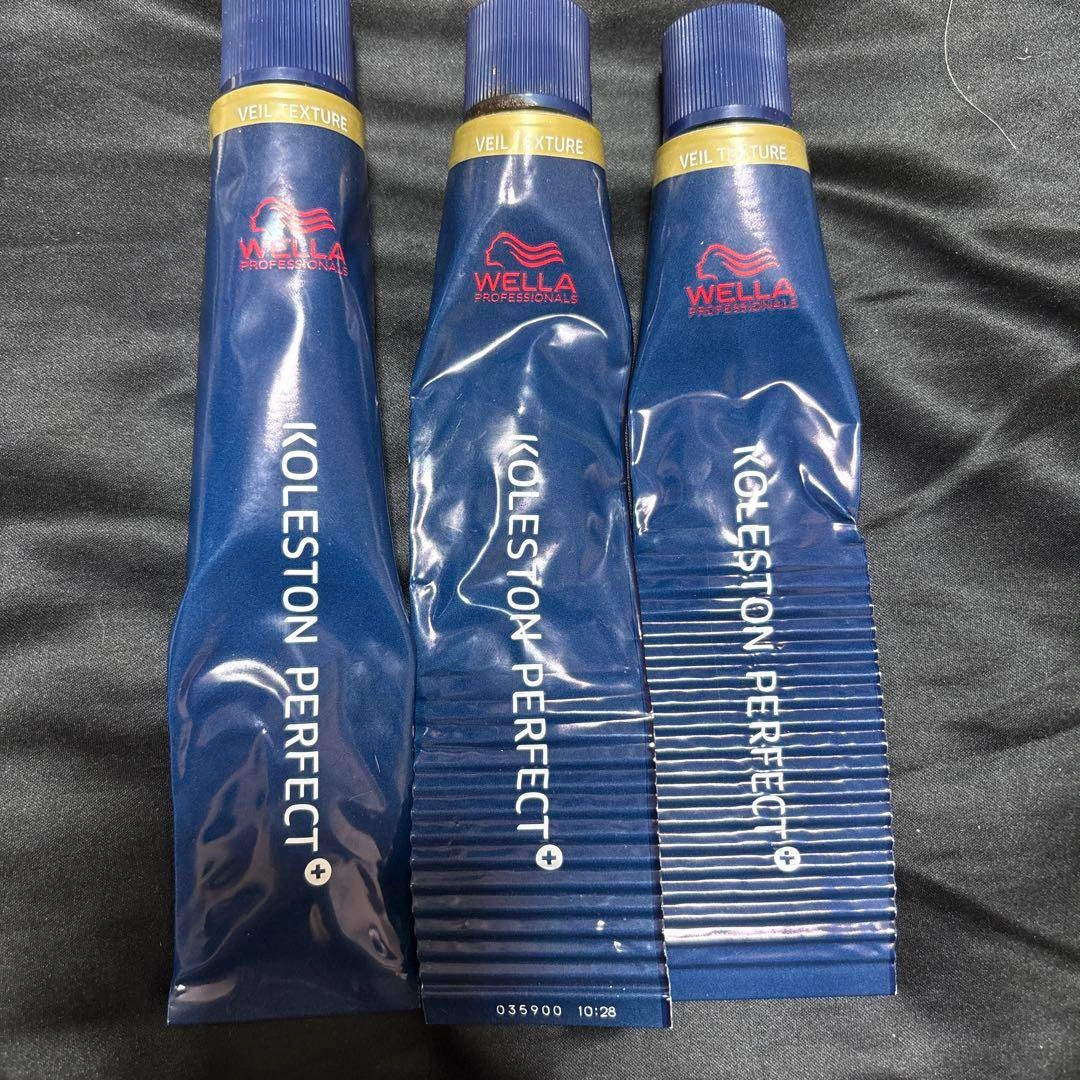 VEIL TEXTURE
WELLA
PROFESSIONALS
KOLESTON PERFECT+
VEIL TEXTURE
WELLA
PROFESSIONALS
KOLESTON PERFECT+
035900 10:28
VEIL TEXTURE
WELLA
PROFESSIONALS
KOLESTON PERFECT+